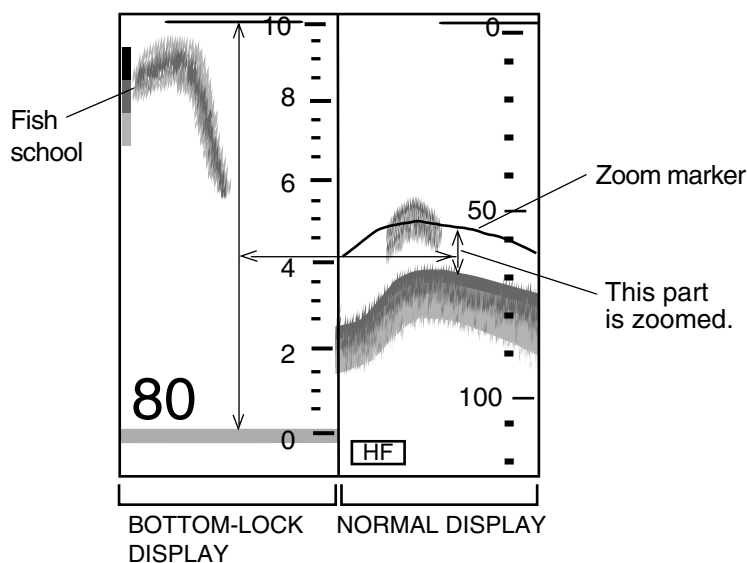 10
8
6
4
2
0
80
Fish
school
0
50
100
HF
Zoom marker
This part
is zoomed.
BOTTOM-LOCK
DISPLAY
NORMAL DISPLAY